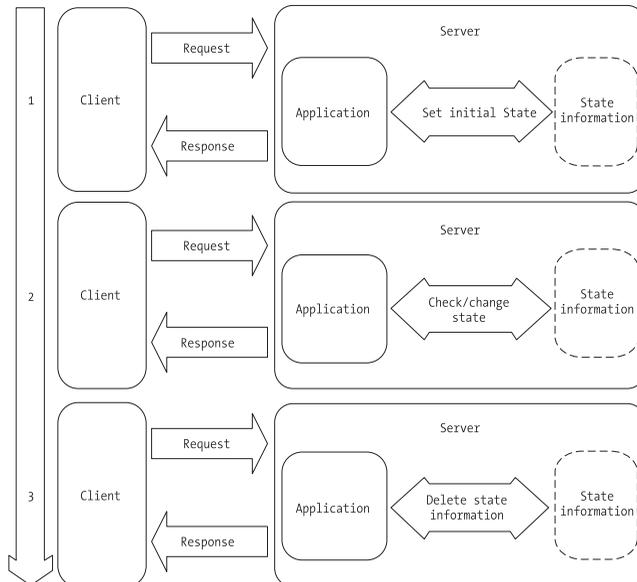 Server
Request
1
Client
Application
Set initial State
State
information
Response
Server
Request
2
Client
Application
Check/change
state
State
information
Response
Server
Request
3
Client
Application
Delete state
information
State
information
Response